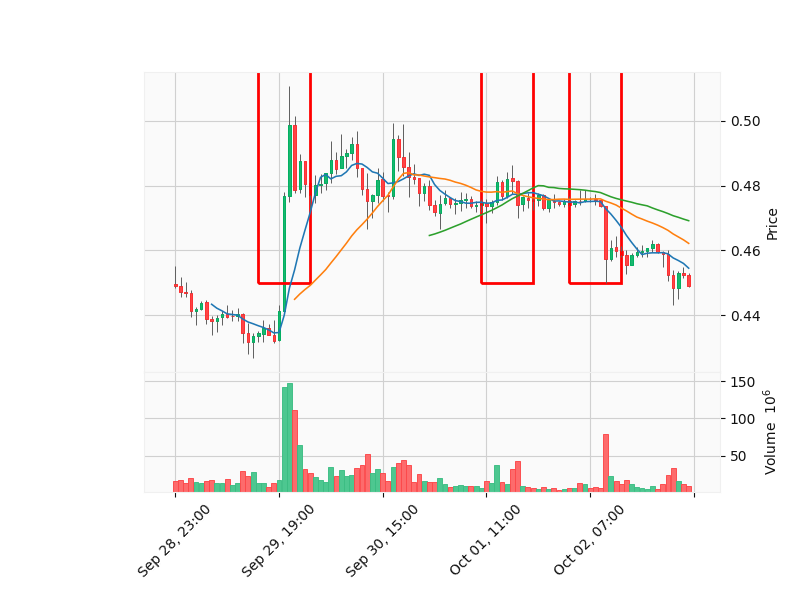 0.50
0.48
0.46
0.44
Price
150
100
50
Volume 10^6
Sep 28, 23:00
Sep 29, 19:00
Sep 30, 15:00
Oct 01, 11:00
Oct 02, 07:00